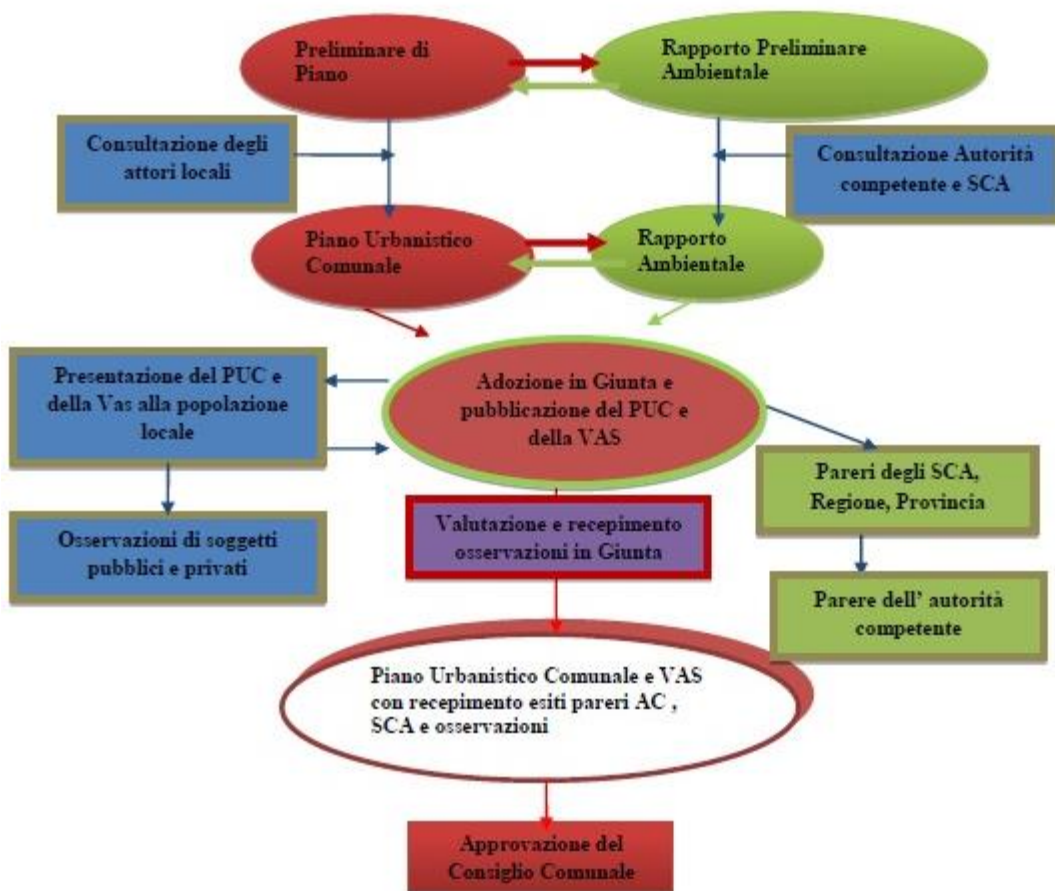 Preliminare di
Piano
Rapporto Preliminare
Ambientale
Consultazione degli
attori locali
Consultazione Autorità
competente e SCA
Piano Urbanistico
Comunale
Rapporto
Ambientale
Presentazione del PUC e
della Vas alla popolazione
locale
Adozione in Giunta e
pubblicazione del PUC e
della VAS
Pareri degli SCA,
Regione, Provincia
Osservazioni di soggetti
pubblici e privati
Valutazione e recepimento
osservazioni in Giunta
Parere dell’ autorità
competente
Piano Urbanistico Comunale e VAS
con recepimento esiti pareri AC ,
SCA e osservazioni
Approvazione del
Consiglio Comunale